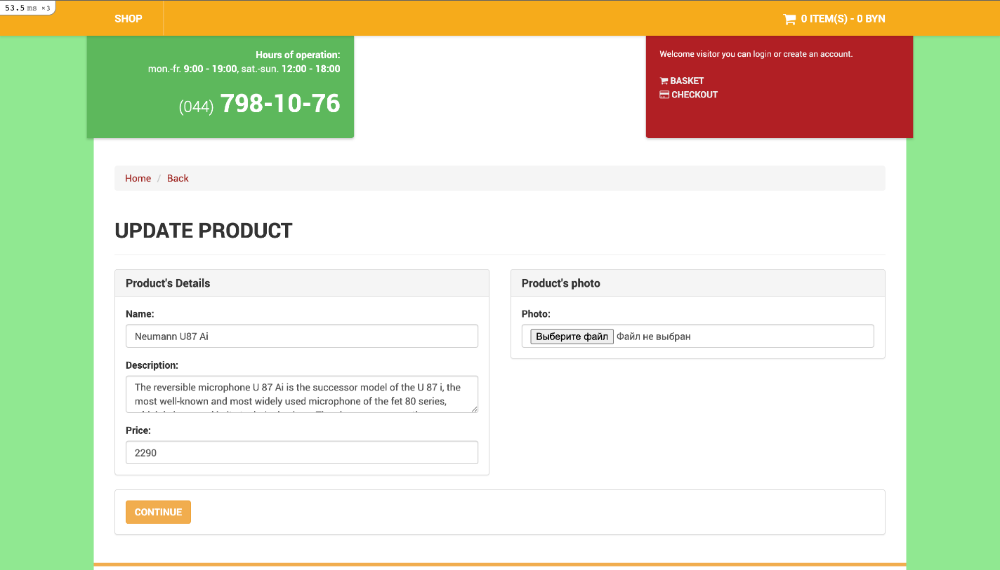 53.5 ms ×3
SHOP
0 ITEM(S) - 0 BYN
Hours of operation:
mon.-fr. 9:00 - 19:00, sat.-sun. 12:00 - 18:00
(044) 798-10-76
Welcome visitor you can login or create an account.
BASKET
CHECKOUT
Home / Back
UPDATE PRODUCT
Product's Details
Name:
Neumann U87 Ai
Description:
The reversible microphone U 87 Ai is the successor model of the U 87 i, the
most well-known and most widely used microphone of the fet 80 series,
Price:
2290
Product's photo
Photo:
Выберите файл Файл не выбран
CONTINUE